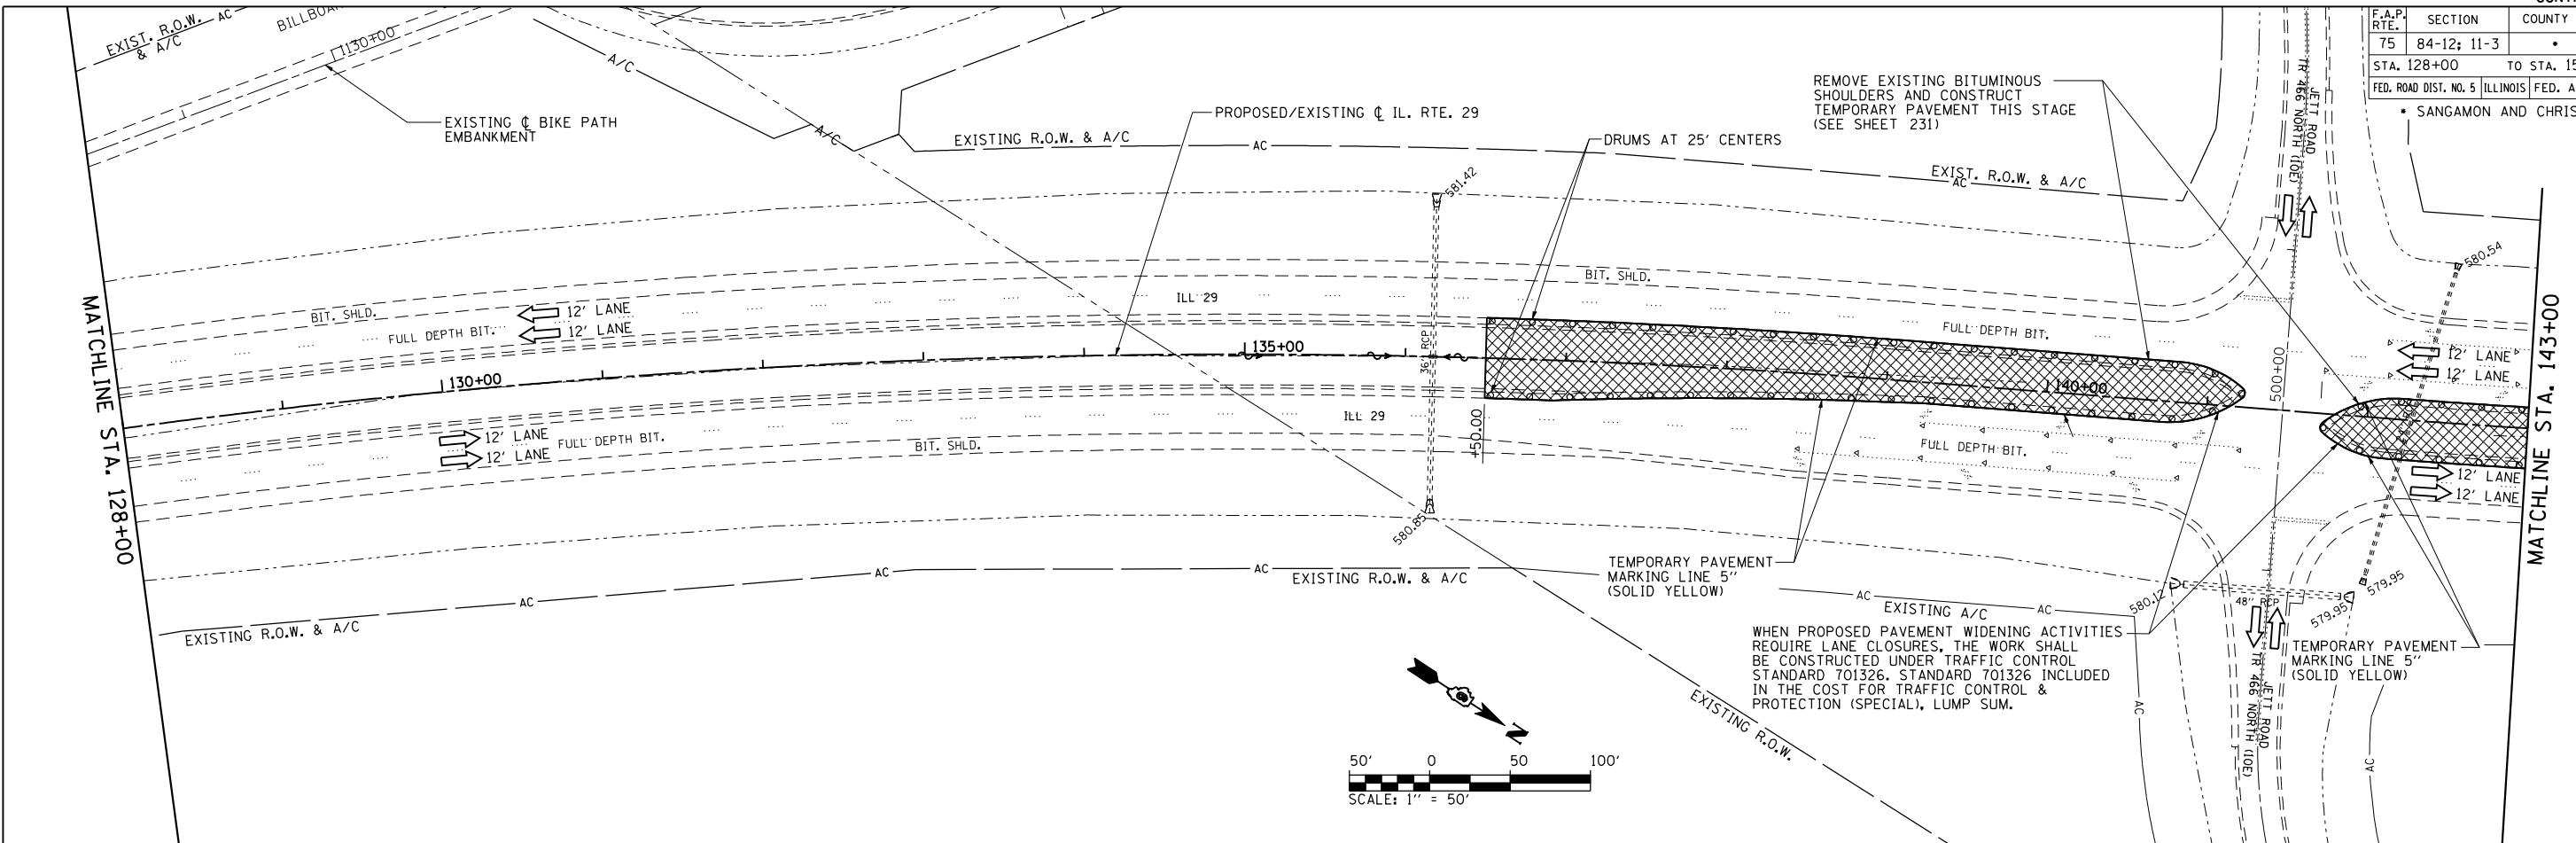 EXIST. R.O.W.
& A/C
AC
130+00
EXISTING ℄ BIKE PATH
EMBANKMENT
A/C
A/C
EXISTING R.O.W. & A/C
AC
PROPOSED/EXISTING ℄ IL. RTE. 29
DRUMS AT 25' CENTERS
REMOVE EXISTING BITUMINOUS
SHOULDERS AND CONSTRUCT
TEMPORARY PAVEMENT THIS STAGE
(SEE SHEET 231)
EXIST. R.O.W. & A/C
AC
F.A.P.
RTE.
SECTION
COUNTY
75
84-12; 11-3
*
STA. 128+00
TO STA. 15
FED. ROAD DIST. NO. 5
ILLINOIS
FED. A
* SANGAMON AND CHRIS
TR 466 NORTH (10E)
JETT ROAD
581.42
580.54
MATCHLINE STA. 128+00
BIT. SHLD.
FULL DEPTH BIT.
12' LANE
12' LANE
ILL 29
BIT. SHLD.
FULL DEPTH BIT.
130+00
135+00
36" RCP
140+00
500+00
12' LANE
12' LANE
MATCHLINE STA. 143+00
12' LANE
12' LANE
FULL DEPTH BIT.
BIT. SHLD.
ILL 29
+50.00
FULL DEPTH BIT.
12' LANE
12' LANE
580.85
EXISTING R.O.W. & A/C
AC
AC
AC
EXISTING R.O.W. & A/C
TEMPORARY PAVEMENT
MARKING LINE 5"
(SOLID YELLOW)
AC
EXISTING A/C
AC
580.12
48" RCP
579.95
579.95
WHEN PROPOSED PAVEMENT WIDENING ACTIVITIES
REQUIRE LANE CLOSURES, THE WORK SHALL
BE CONSTRUCTED UNDER TRAFFIC CONTROL
STANDARD 701326. STANDARD 701326 INCLUDED
IN THE COST FOR TRAFFIC CONTROL &
PROTECTION (SPECIAL), LUMP SUM.
TEMPORARY PAVEMENT
MARKING LINE 5"
(SOLID YELLOW)
TR 466 NORTH (10E)
JETT ROAD
AC
AC
EXISTING R.O.W.
N
50'
0
50
100'
SCALE: 1" = 50'